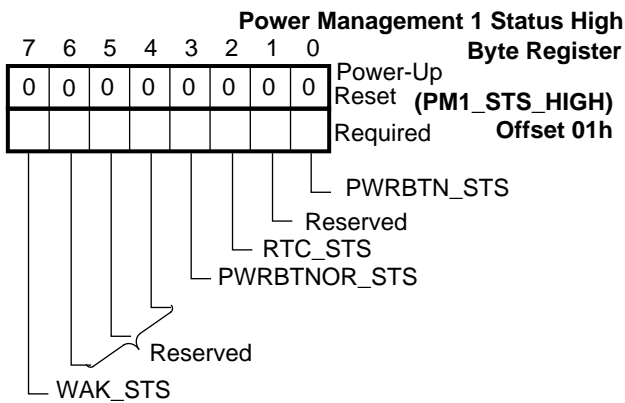 Power Management 1 Status High
Byte Register
7 6 5 4 3 2 1 0
0 0 0 0 0 0 0 0
Power-Up
Reset
(PM1_STS_HIGH)
Required
Offset 01h
PWRBTN_STS
Reserved
RTC_STS
PWRBTNOR_STS
Reserved
WAK_STS